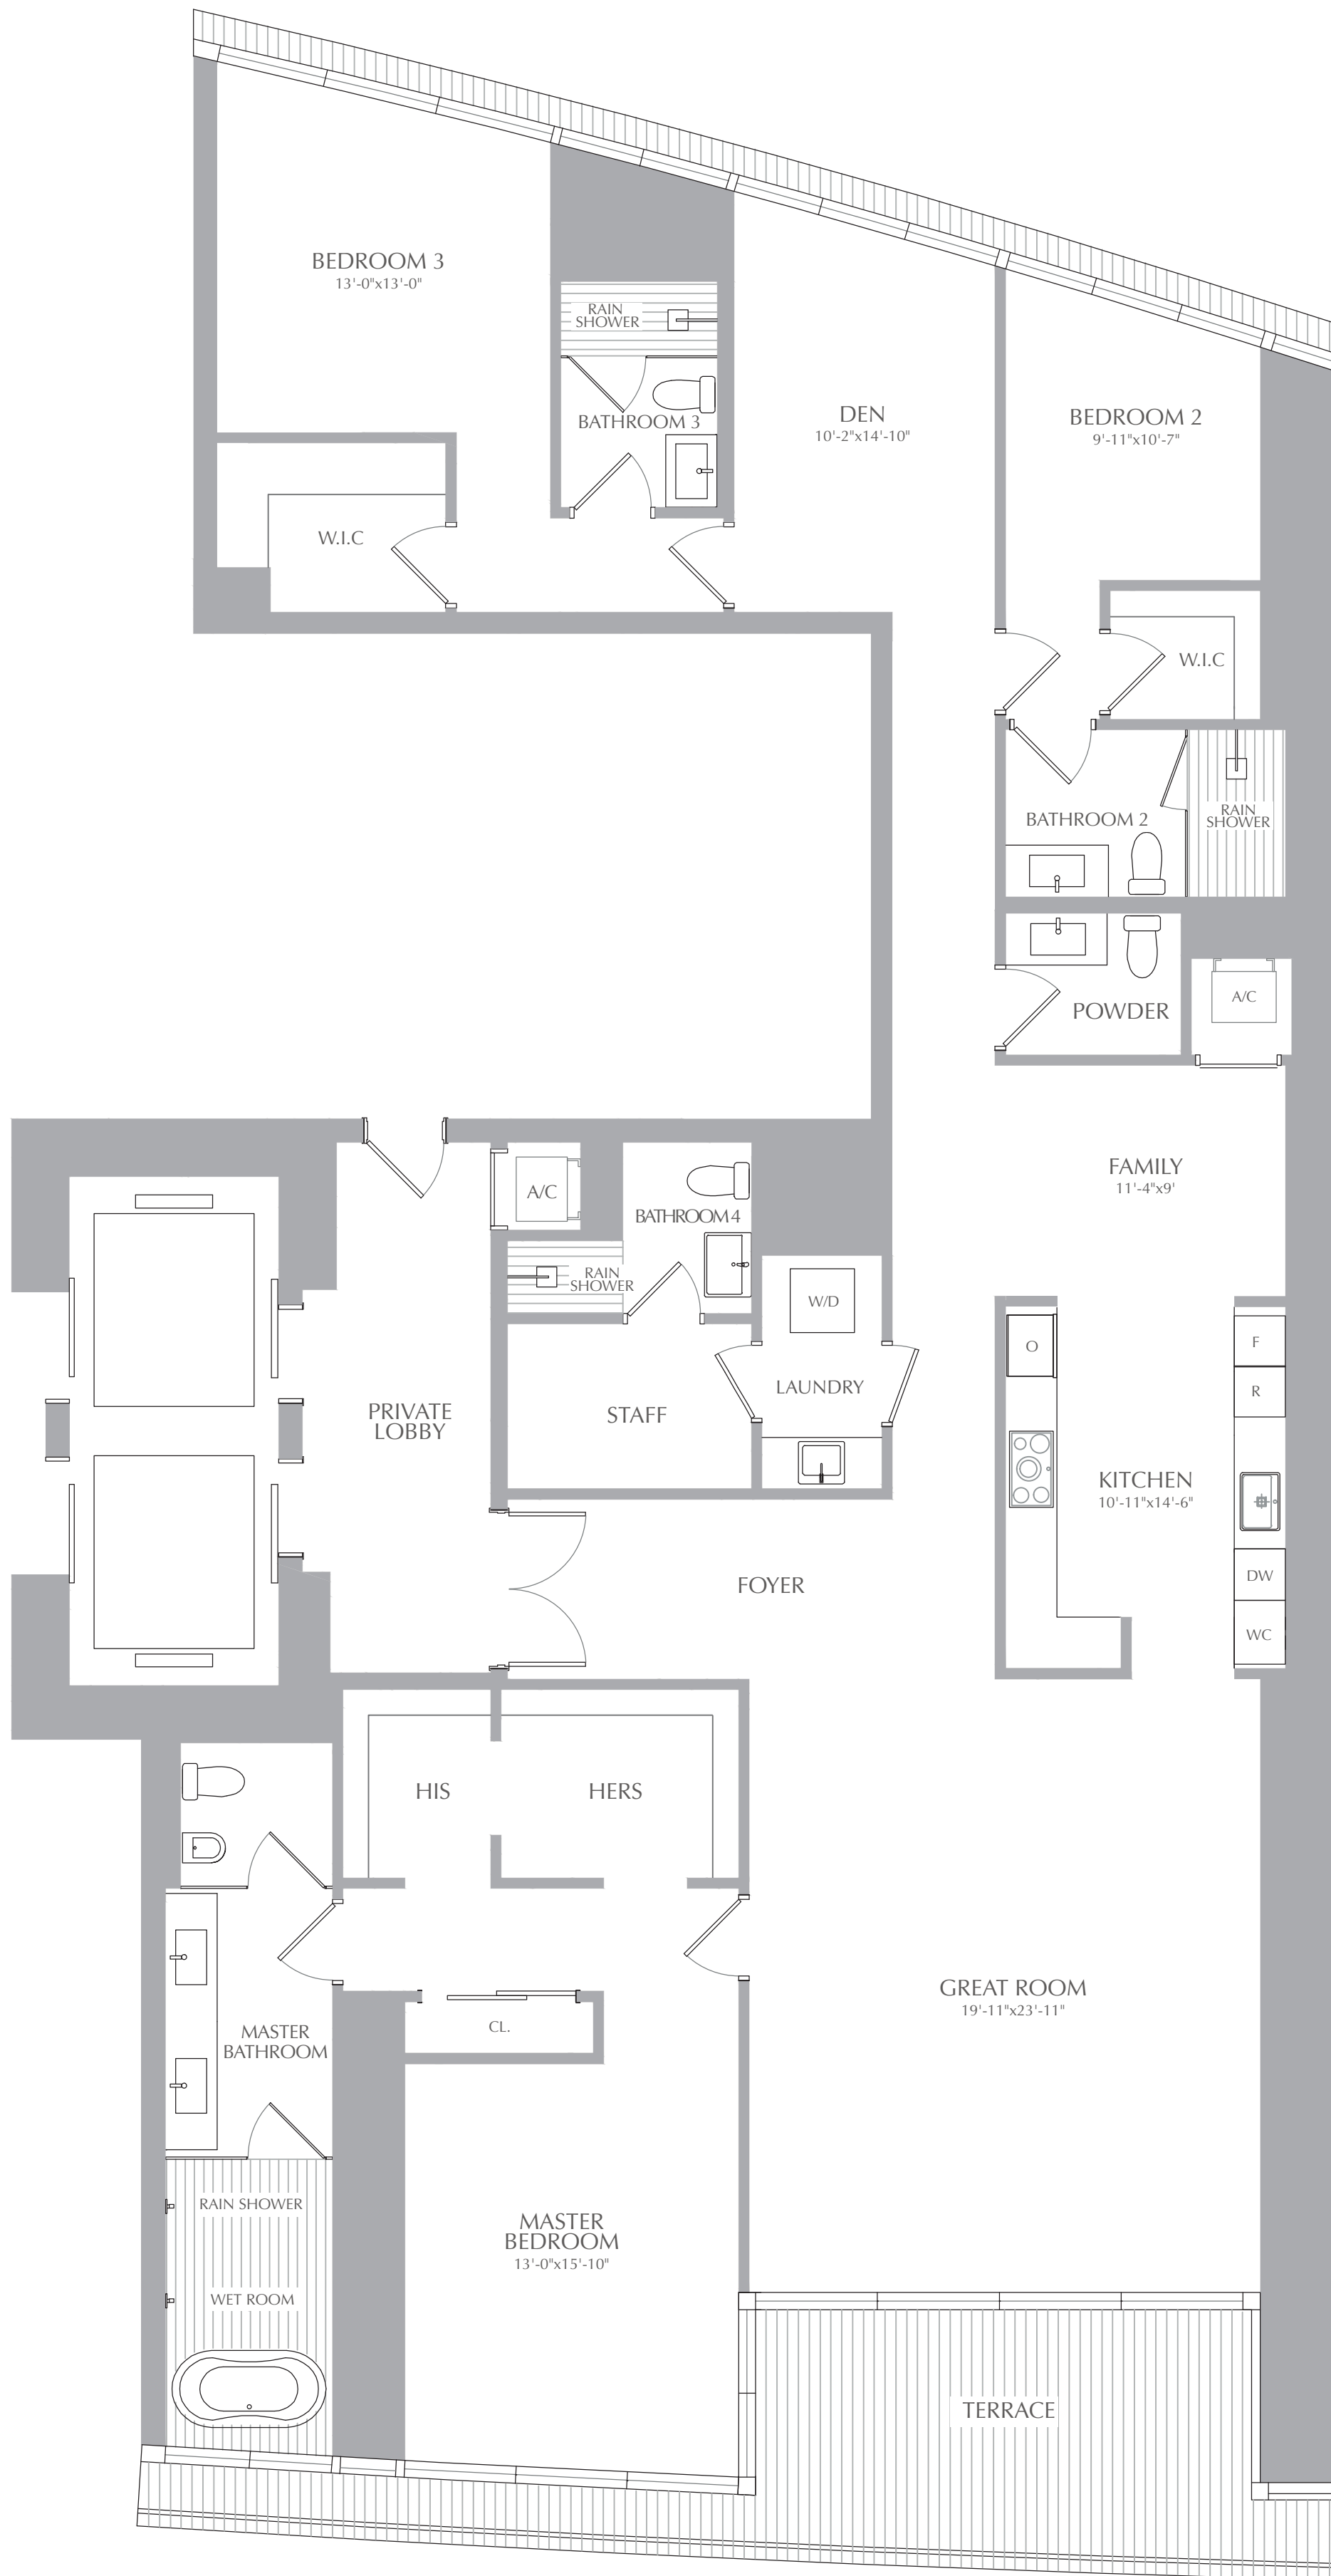 BEDROOM 3
13'-0"x13'-0"
RAIN
SHOWER
BATHROOM 3
DEN
10'-2"x14'-10"
BEDROOM 2
9'-11"x10'-7"
W.I.C
W.I.C
BATHROOM 2
RAIN
SHOWER
POWDER
A/C
FAMILY
11'-4"x9'
A/C
BATHROOM 4
RAIN
SHOWER
W/D
LAUNDRY
STAFF
PRIVATE
LOBBY
O
F
R
KITCHEN
10'-11"x14'-6"
DW
WC
FOYER
HIS
HERS
CL.
MASTER
BATHROOM
GREAT ROOM
19'-11"x23'-11"
RAIN SHOWER
WET ROOM
MASTER
BEDROOM
13'-0"x15'-10"
TERRACE